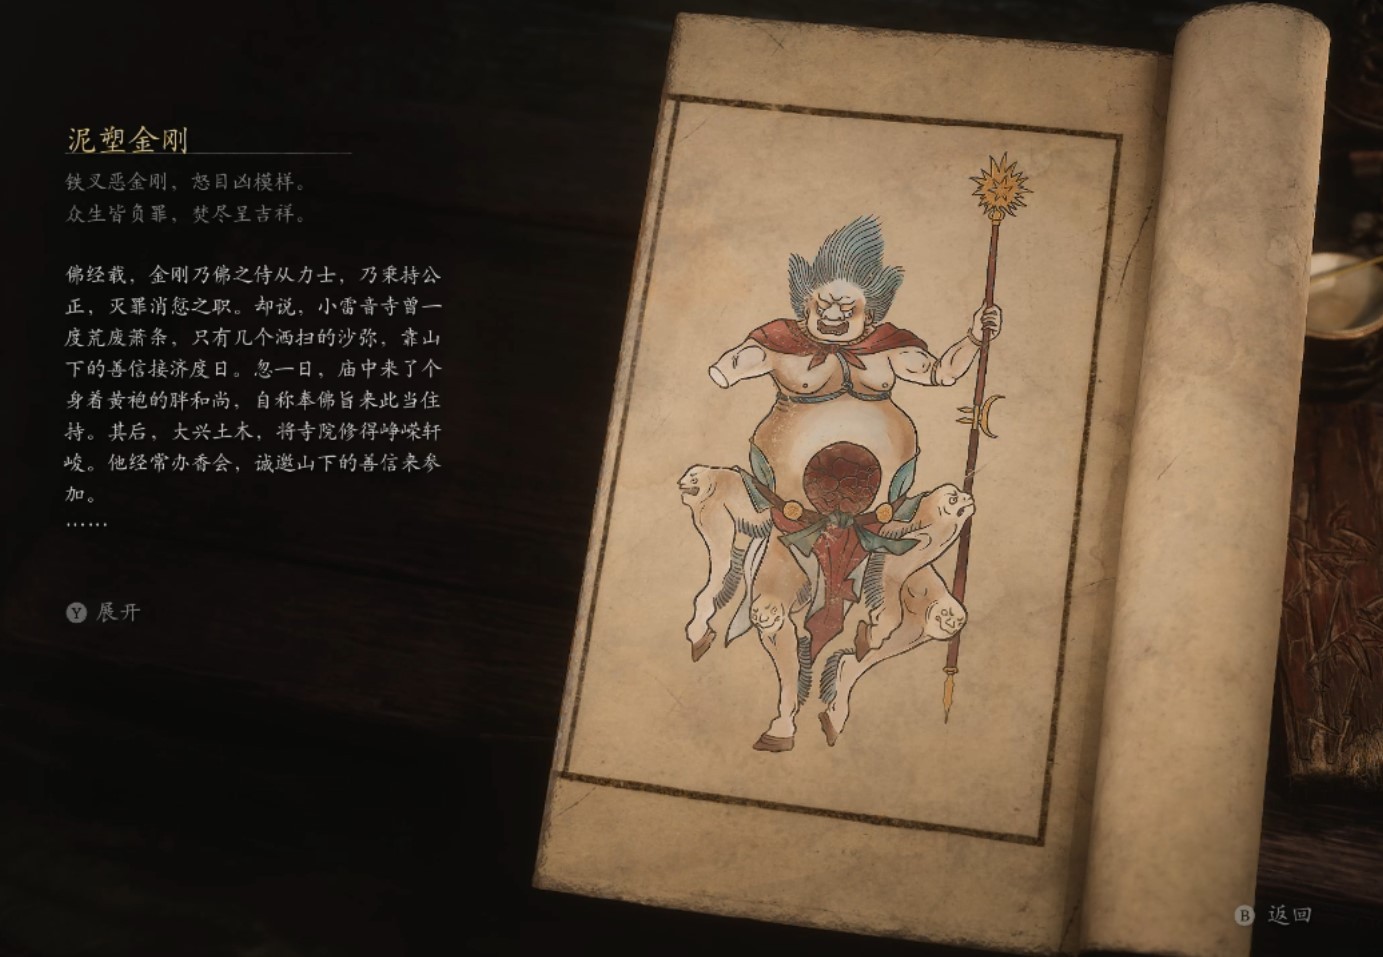 泥塑金刚
铁叉恶金刚，怒目凶模样。
众生皆负罪，焚尽呈吉祥。
佛经载，金刚乃佛之侍从力士，乃秉持公
正，灭罪消愆之职。却说，小雷音寺曾一
度荒废萧条，只有几个洒扫的沙弥，靠山
下的善信接济度日。忽一日，庙中来了个
身着黄袍的胖和尚，自称奉佛旨来此当住
持。其后，大兴土木，将寺院修得峥嵘轩
峻。他经常办香会，诚邀山下的善信来参
加。
……
Y 展开
B 返回